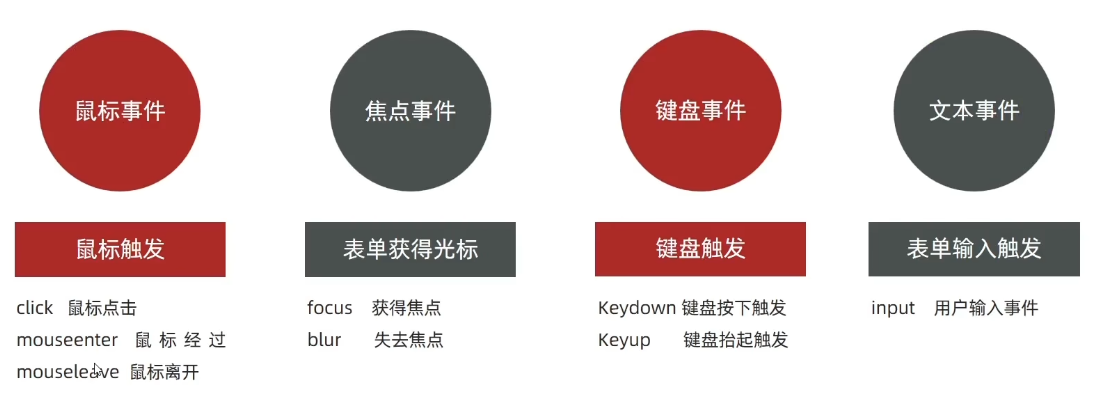 鼠标事件
焦点事件
键盘事件
文本事件
鼠标触发
表单获得光标
键盘触发
表单输入触发
click 鼠标点击
mouseenter 鼠标经过
mouseleave 鼠标离开
focus 获得焦点
blur 失去焦点
Keydown 键盘按下触发
Keyup 键盘抬起触发
input 用户输入事件